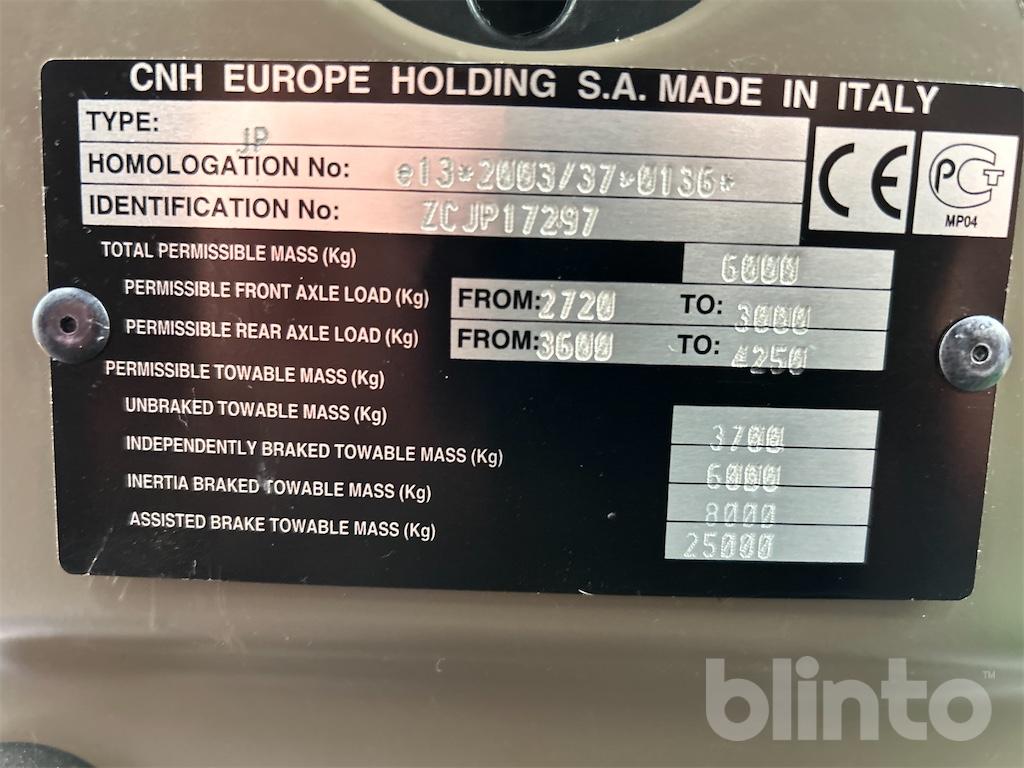 CNH EUROPE HOLDING S.A. MADE IN ITALY
TYPE: JP
HOMOLOGATION No: e13*2003/37*0136*
IDENTIFICATION No: ZCJP17297
CE
PCT
MP04
TOTAL PERMISSIBLE MASS (Kg) 6000
PERMISSIBLE FRONT AXLE LOAD (Kg) FROM: 2720 TO: 3000
PERMISSIBLE REAR AXLE LOAD (Kg) FROM: 3600 TO: 4250
PERMISSIBLE TOWABLE MASS (Kg)
UNBRAKED TOWABLE MASS (Kg) 3700
INDEPENDENTLY BRAKED TOWABLE MASS (Kg) 6000
INERTIA BRAKED TOWABLE MASS (Kg) 8000
ASSISTED BRAKE TOWABLE MASS (Kg) 25000
blinto™